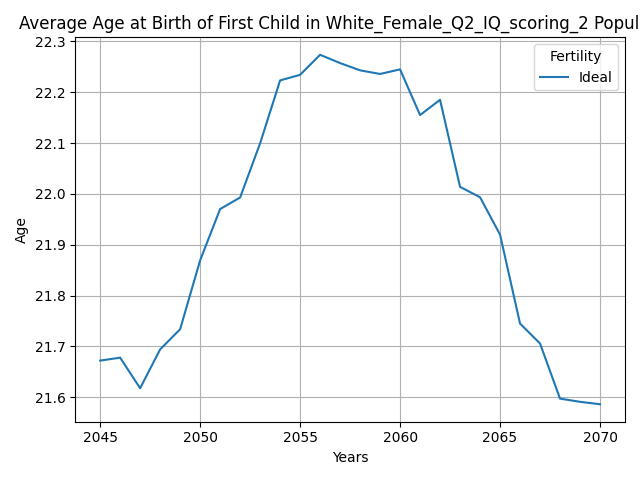 Average Age at Birth of First Child in White_Female_Q2_IQ_scoring_2 Popul
22.3
22.2
22.1
22.0
21.9
21.8
21.7
21.6
Age
Fertility
Ideal
2045 2050 2055 2060 2065 2070
Years